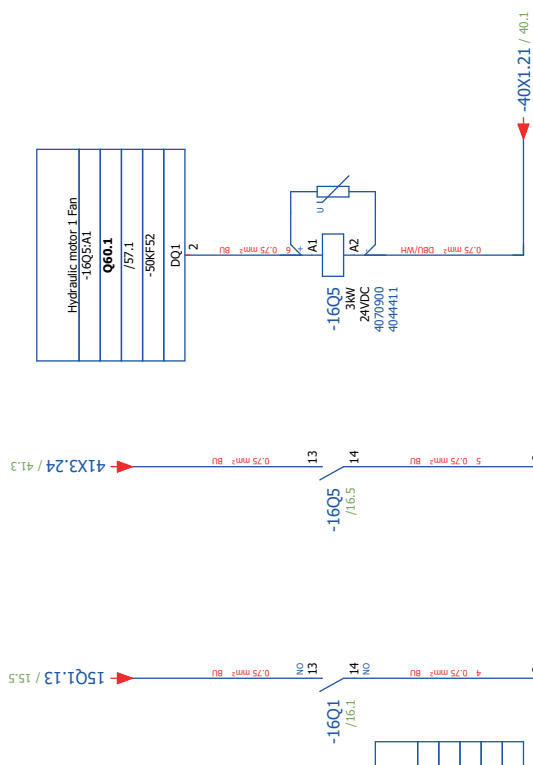 -40X1.21 / 40.1
Hydraulic motor 1 Fan
-16Q5:A1
Q60.1
/57.1
-50KF52
DQ1
2
BU 0.75 mm² 6
+
A1
U
A2
-
DBU/WH 0.75 mm²
-16Q5
3kW
24VDC
4070900
4044411
41X3.24 / 41.3
BU 0.75 mm²
13
14
BU 0.75 mm² 5
-16Q5
/16.5
15Q1.13 / 15.5
BU 0.75 mm²
NO
13
14
NO
BU 0.75 mm² 4
-16Q1
/16.1